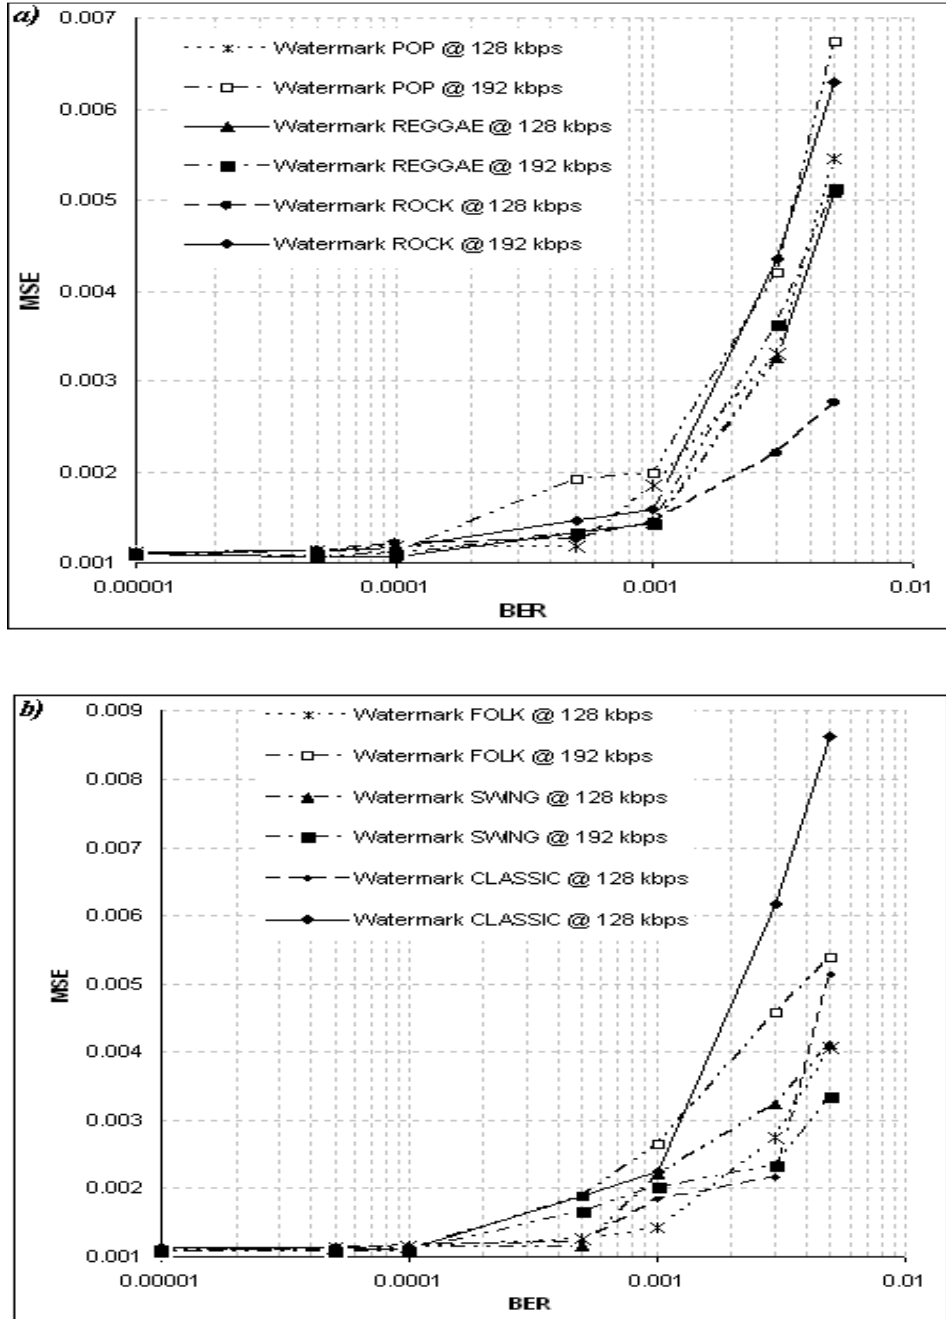 a)
0.007
0.006
0.005
0.004
0.003
0.002
0.001
MSE
Watermark POP @ 128 kbps
Watermark POP @ 192 kbps
Watermark REGGAE @ 128 kbps
Watermark REGGAE @ 192 kbps
Watermark ROCK @ 128 kbps
Watermark ROCK @ 192 kbps
0.00001
0.0001
0.001
0.01
BER
b)
0.009
0.008
0.007
0.006
0.005
0.004
0.003
0.002
0.001
MSE
Watermark FOLK @ 128 kbps
Watermark FOLK @ 192 kbps
Watermark SWING @ 128 kbps
Watermark SWING @ 192 kbps
Watermark CLASSIC @ 128 kbps
Watermark CLASSIC @ 128 kbps
0.00001
0.0001
0.001
0.01
BER